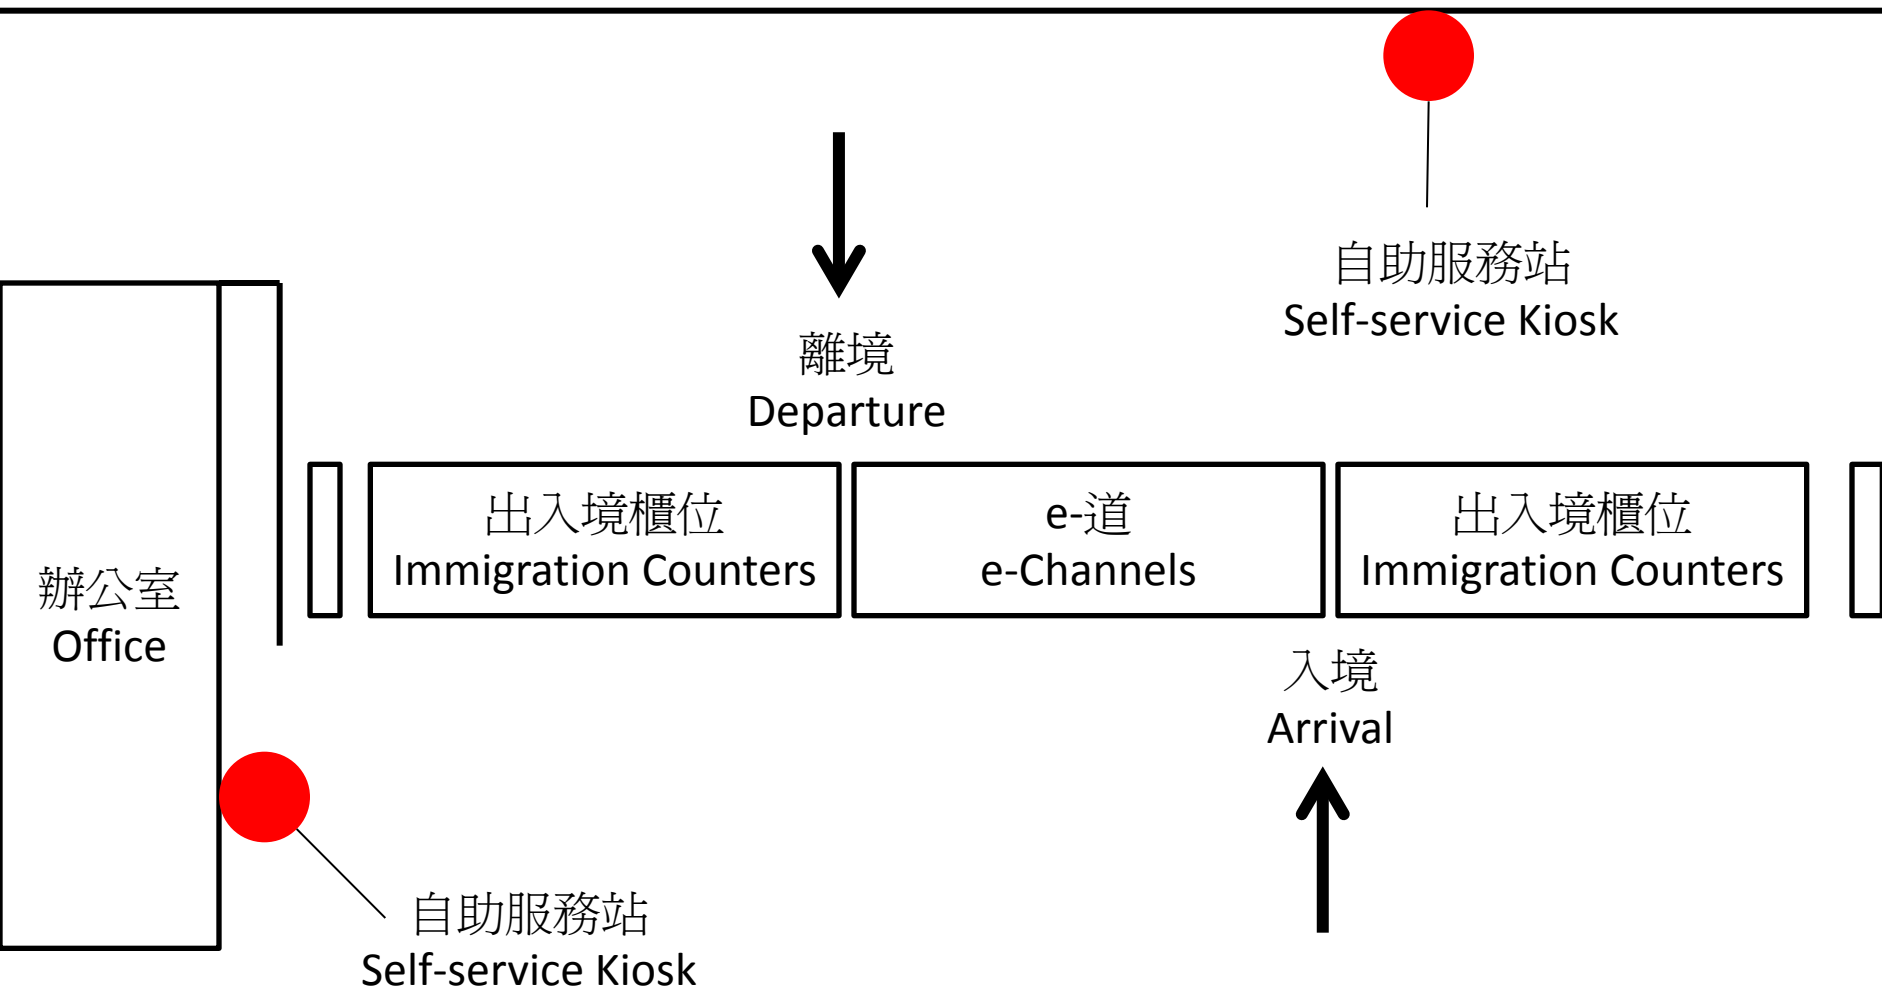 自助服務站
Self-service Kiosk
離境
Departure
出入境櫃位
Immigration Counters
e-道
e-Channels
出入境櫃位
Immigration Counters
辦公室
Office
入境
Arrival
自助服務站
Self-service Kiosk